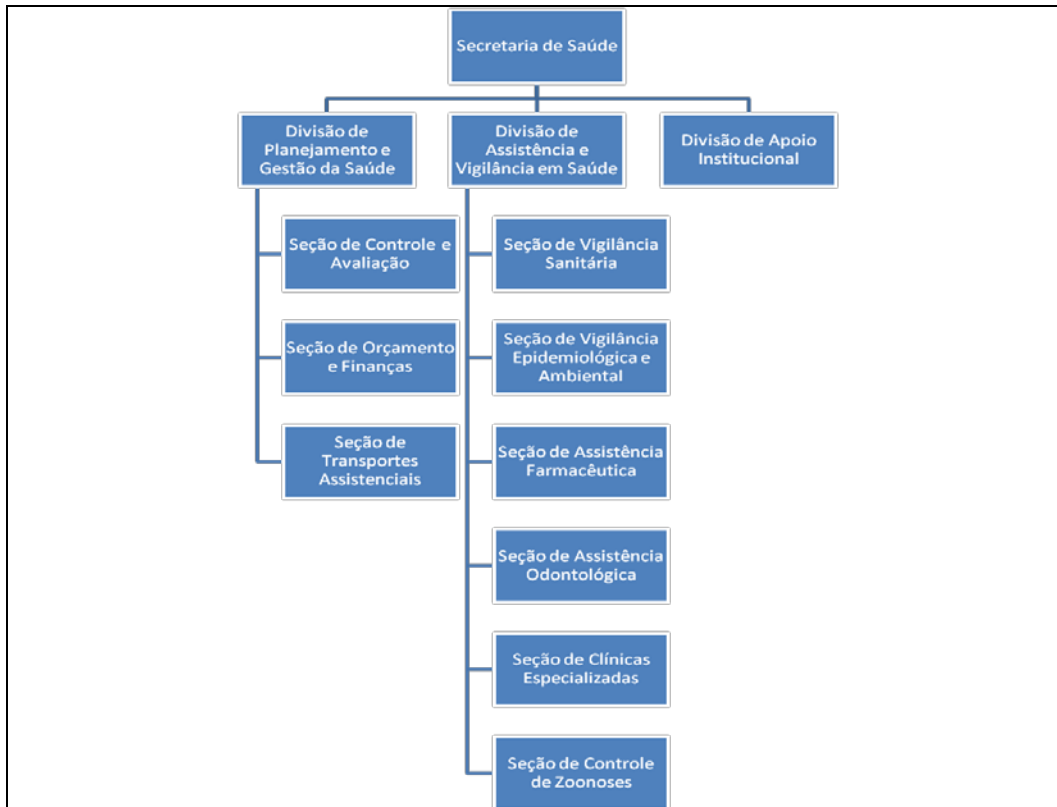 Secretaria de Saúde
Divisão de
Planejamento e
Gestão da Saúde
Divisão de
Assistência e
Vigilância em Saúde
Divisão de Apoio
Institucional
Seção de Controle e
Avaliação
Seção de Orçamento
e Finanças
Seção de
Transportes
Assistenciais
Seção de Vigilância
Sanitária
Seção de Vigilância
Epidemiológica e
Ambiental
Seção de Assistência
Farmacêutica
Seção de Assistência
Odontológica
Seção de Clínicas
Especializadas
Seção de Controle
de Zoonoses